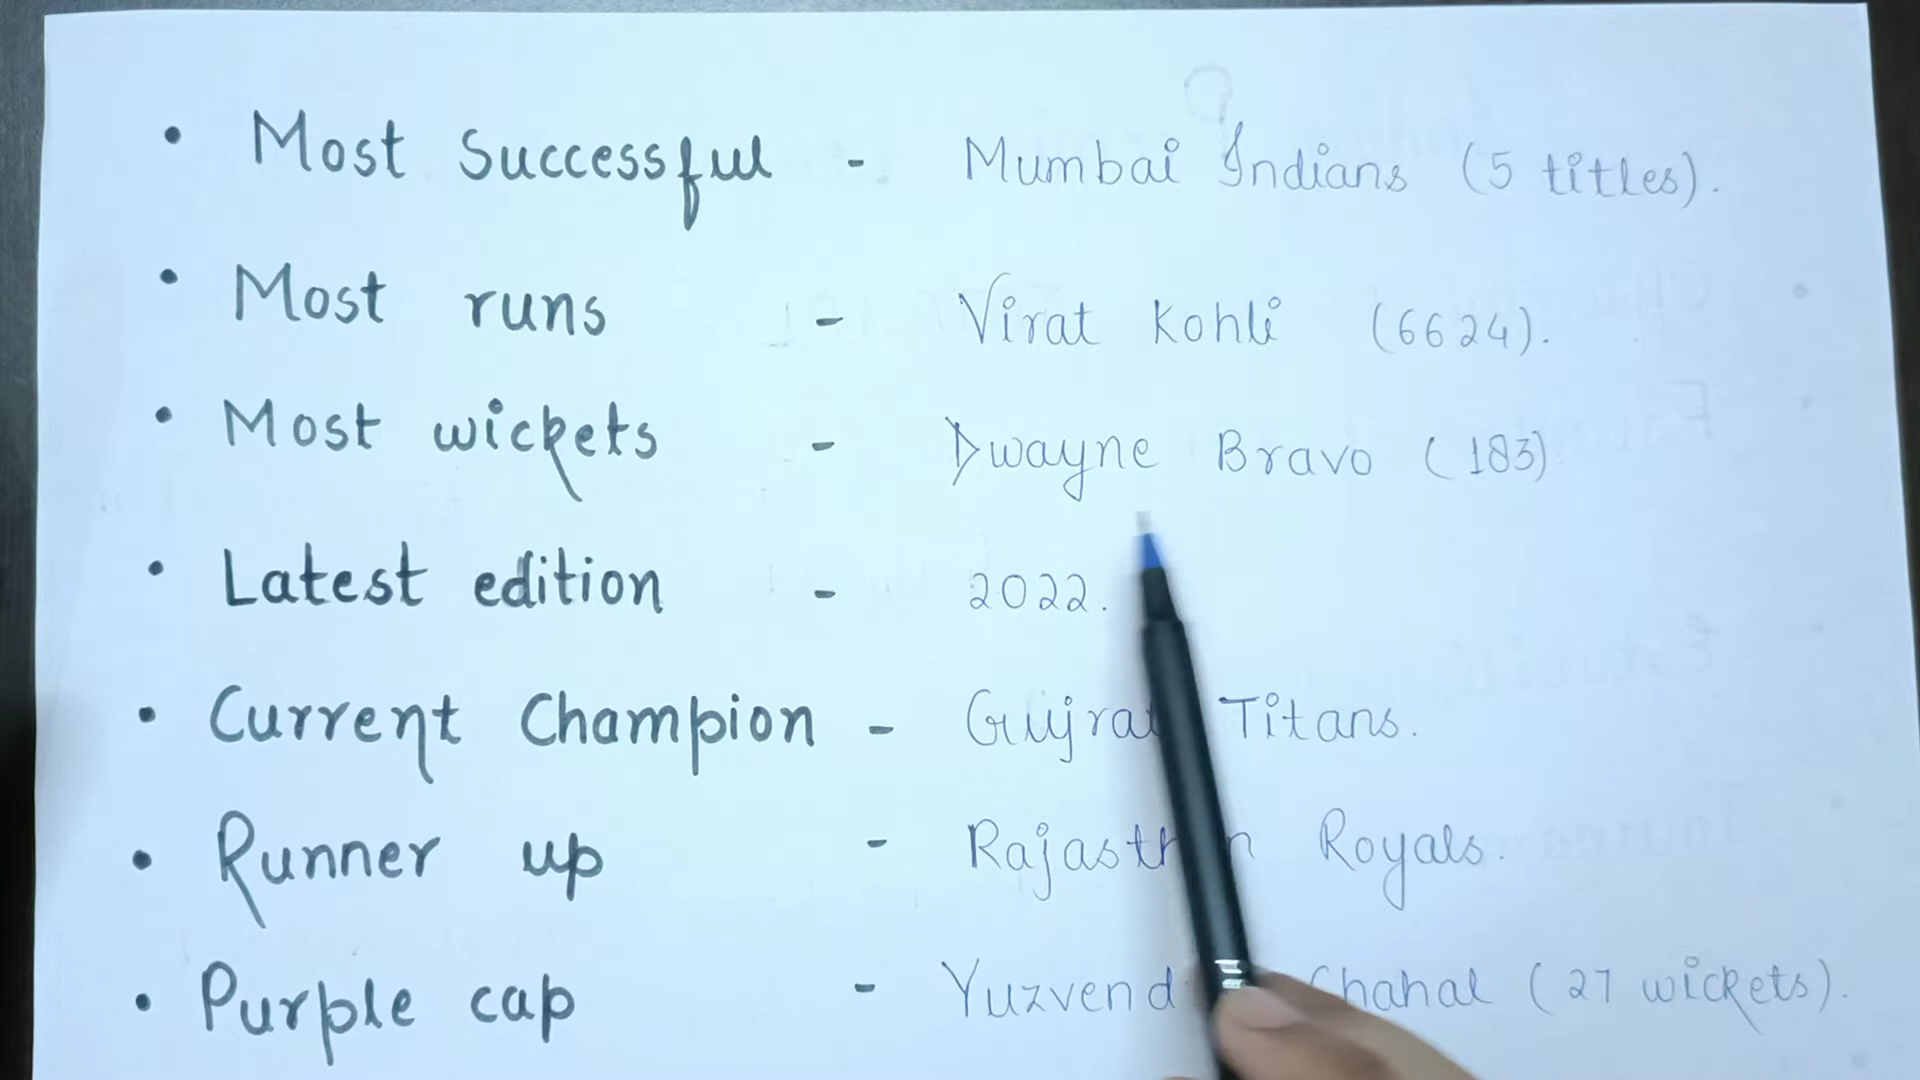 • Most Successful - Mumbai Indians (5 titles).
• Most runs - Virat Kohli (6624).
• Most wickets - Dwayne Bravo (183)
• Latest edition - 2022.
• Current Champion - Titans.
• Runner up - Royals.
• Purple cap - Chahal (27 wickets).